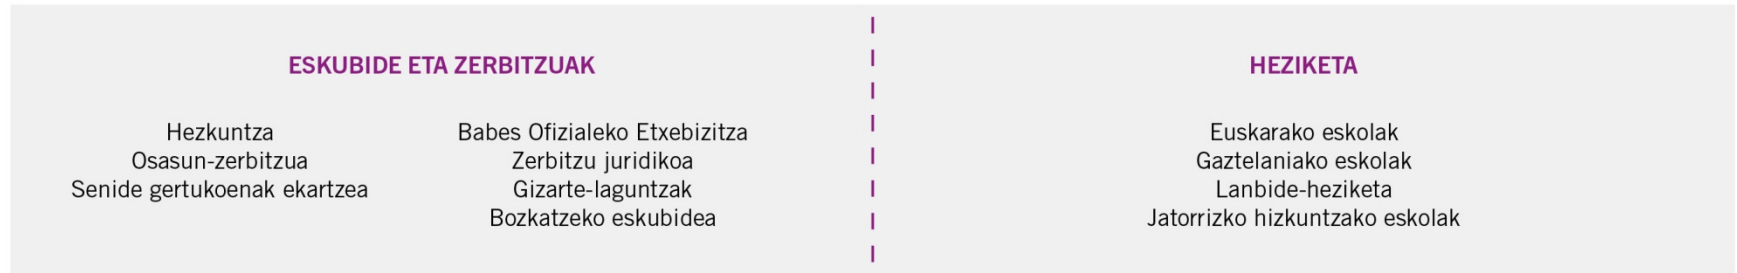 ESKUBIDE ETA ZERBITZUAK
Hezkuntza
Osasun-zerbitzua
Senide gertukoenak ekartzea
Babes Ofizialeko Etxebizitza
Zerbitzu juridikoa
Gizarte-laguntzak
Bozkatzeko eskubidea
HEZIKETA
Euskarako eskolak
Gaztelaniako eskolak
Lanbide-heziketa
Jatorrizko hizkuntzako eskolak